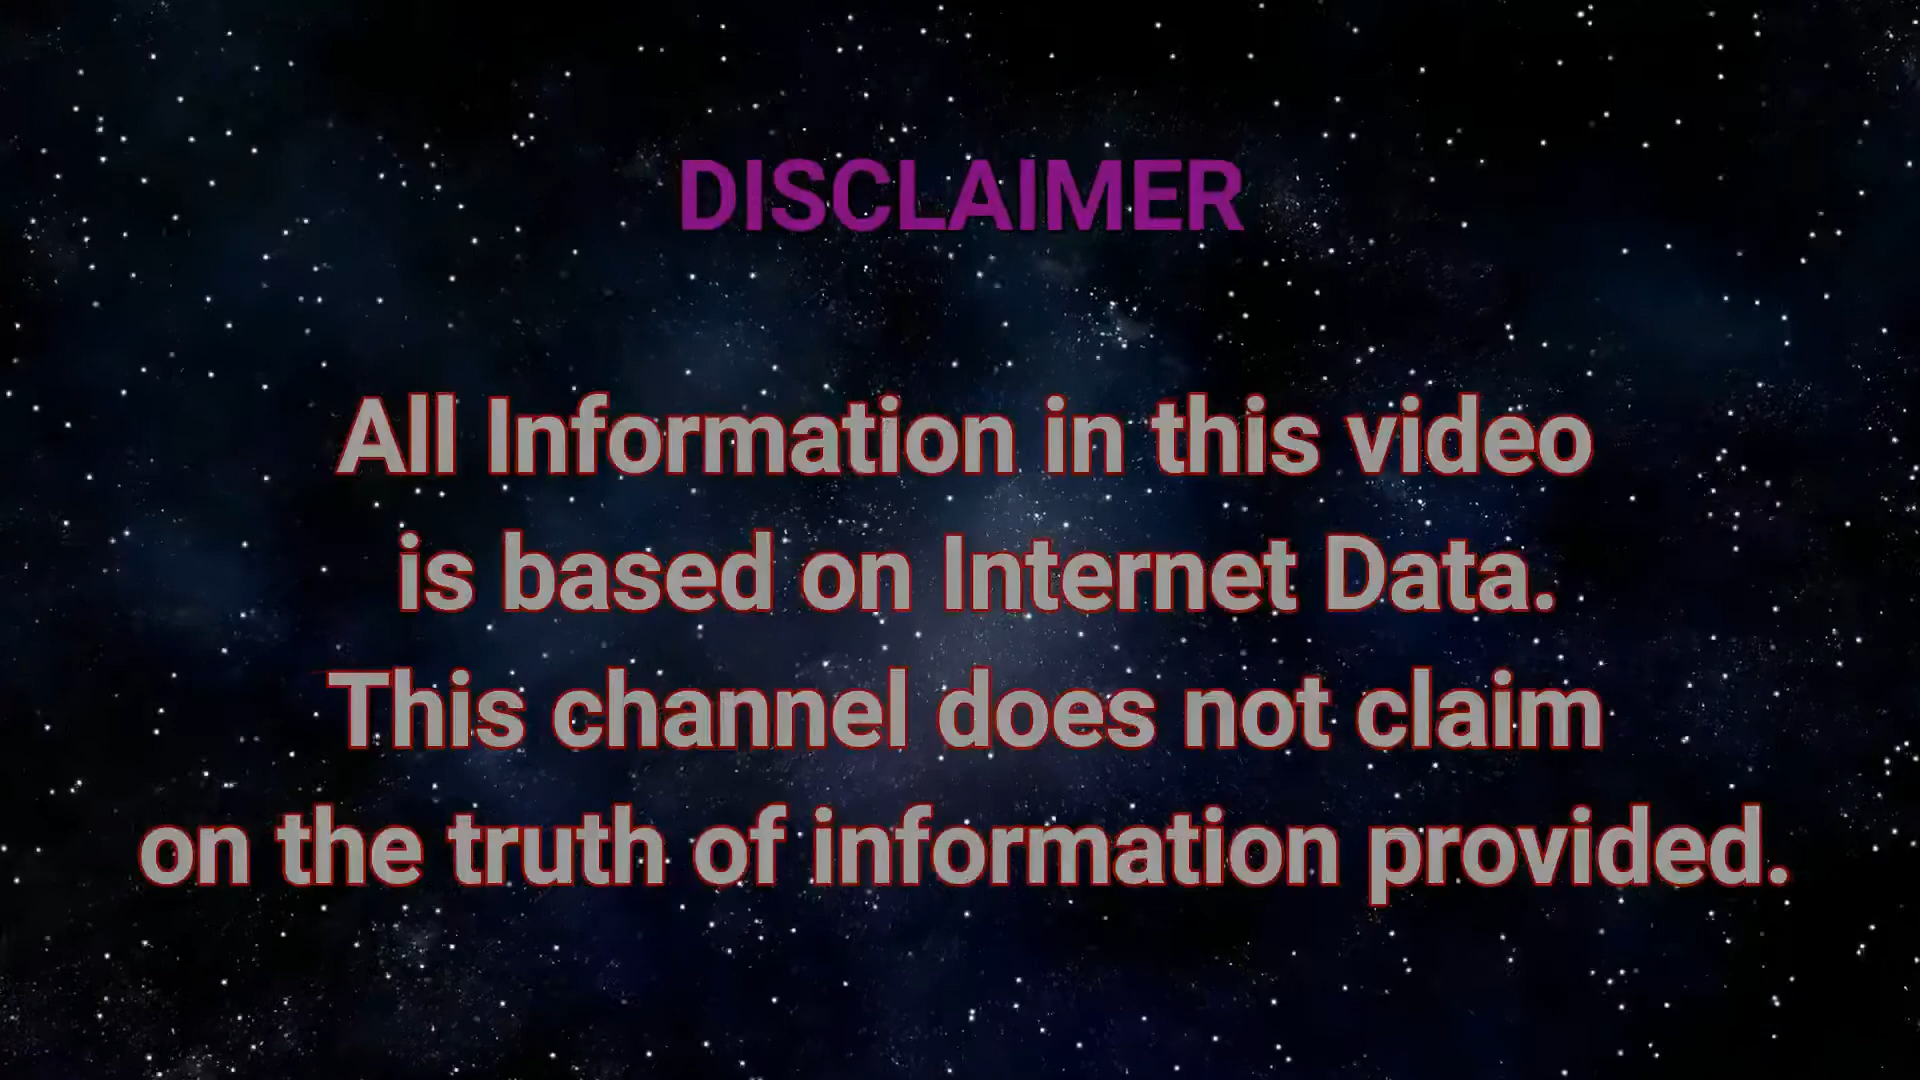 DISCLAIMER
All Information in this video
is based on Internet Data.
This channel does not claim
on the truth of information provided.